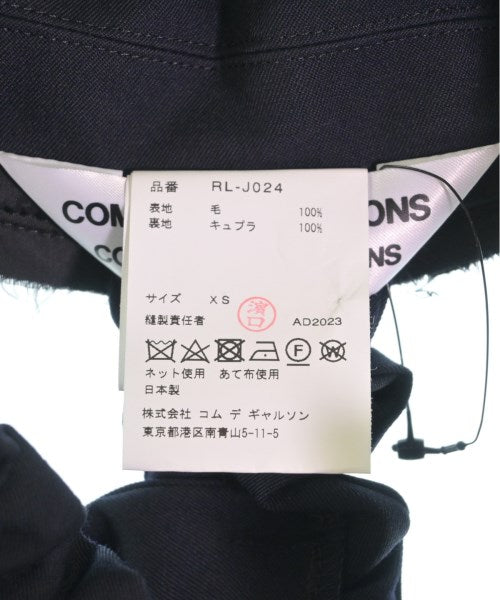 COM
ONS
CO
NS
品番 RL-J024
表地 毛 100%
裏地 キュプラ 100%
サイズ XS
縫製責任者 濱口 AD2023
F W
ネット使用 あて布使用
日本製
株式会社 コム デ ギャルソン
東京都港区南青山5-11-5